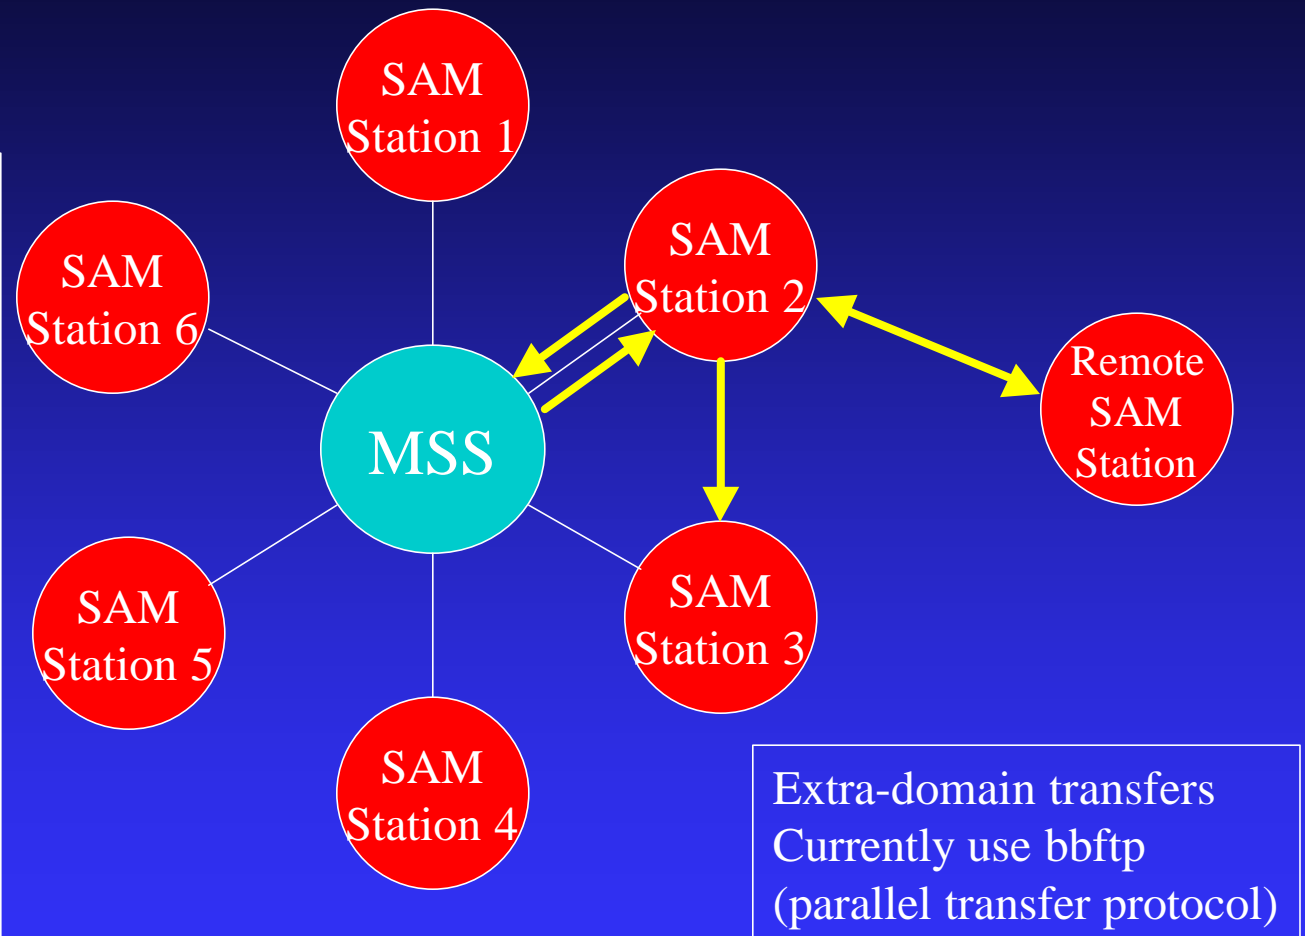 SAM
Station 1
SAM
Station 2
SAM
Station 6
Remote
SAM
Station
MSS
SAM
Station 3
SAM
Station 5
SAM
Station 4
Extra-domain transfers
Currently use bbftp
(parallel transfer protocol)